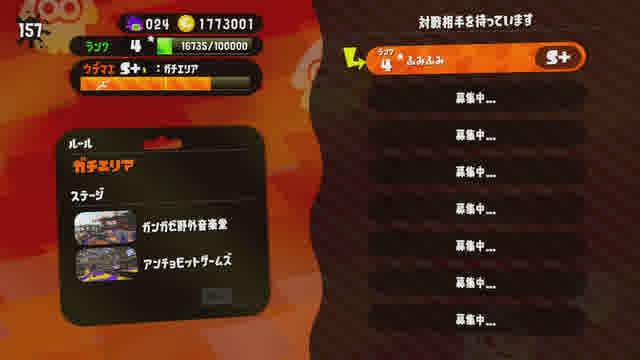 157
024
1773001
ランク 4★ 16735/100000
ウデマエ S+ : ガチエリア
ルール
ガチエリア
ステージ
ガンガゼ野外音楽堂
アンチョビットゲームズ
対戦相手を待っています
ランク 4★ ふみふみ S+
募集中...
募集中...
募集中...
募集中...
募集中...
募集中...
募集中...